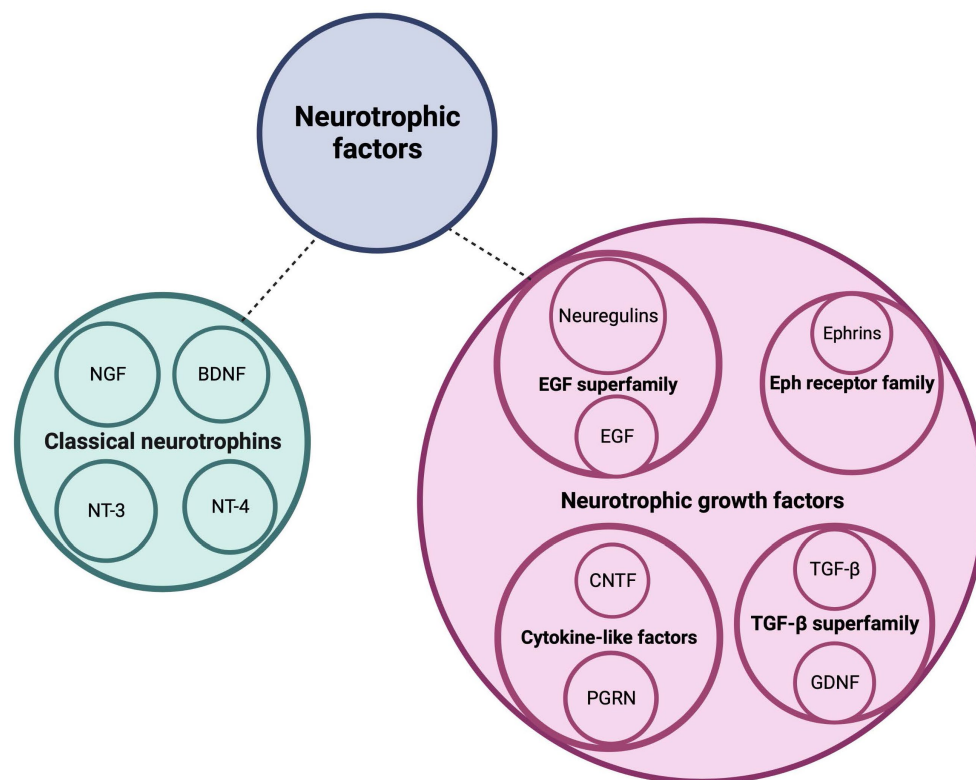 Neurotrophic
factors
NGF
BDNF
Classical neurotrophins
NT-3
NT-4
Neuregulins
EGF superfamily
EGF
Ephrins
Eph receptor family
Neurotrophic growth factors
CNTF
Cytokine-like factors
PGRN
TGF-β
TGF-β superfamily
GDNF